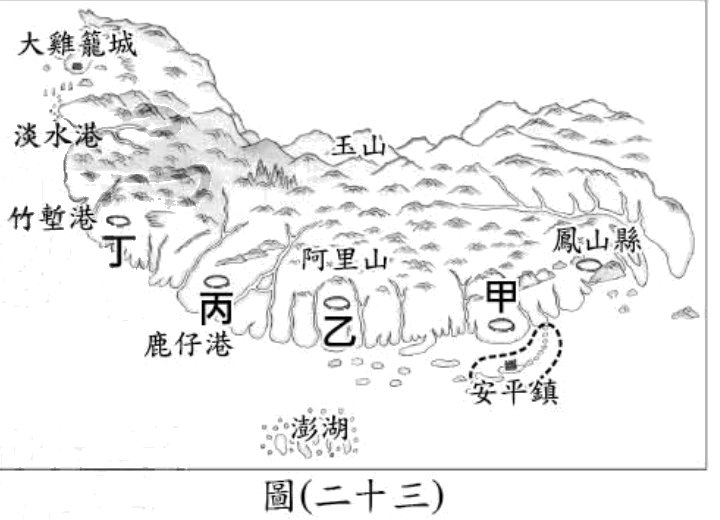 大雞籠城
淡水港
玉山
竹塹港
丁
鳳山縣
阿里山
甲
丙
乙
鹿仔港
安平鎮
澎湖
圖(二十三)